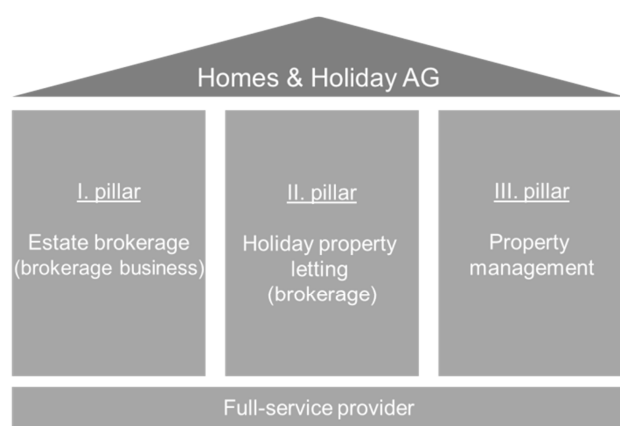 Homes & Holiday AG
I. pillar
Estate brokerage
(brokerage business)
II. pillar
Holiday property
letting
(brokerage)
III. pillar
Property
management
Full-service provider